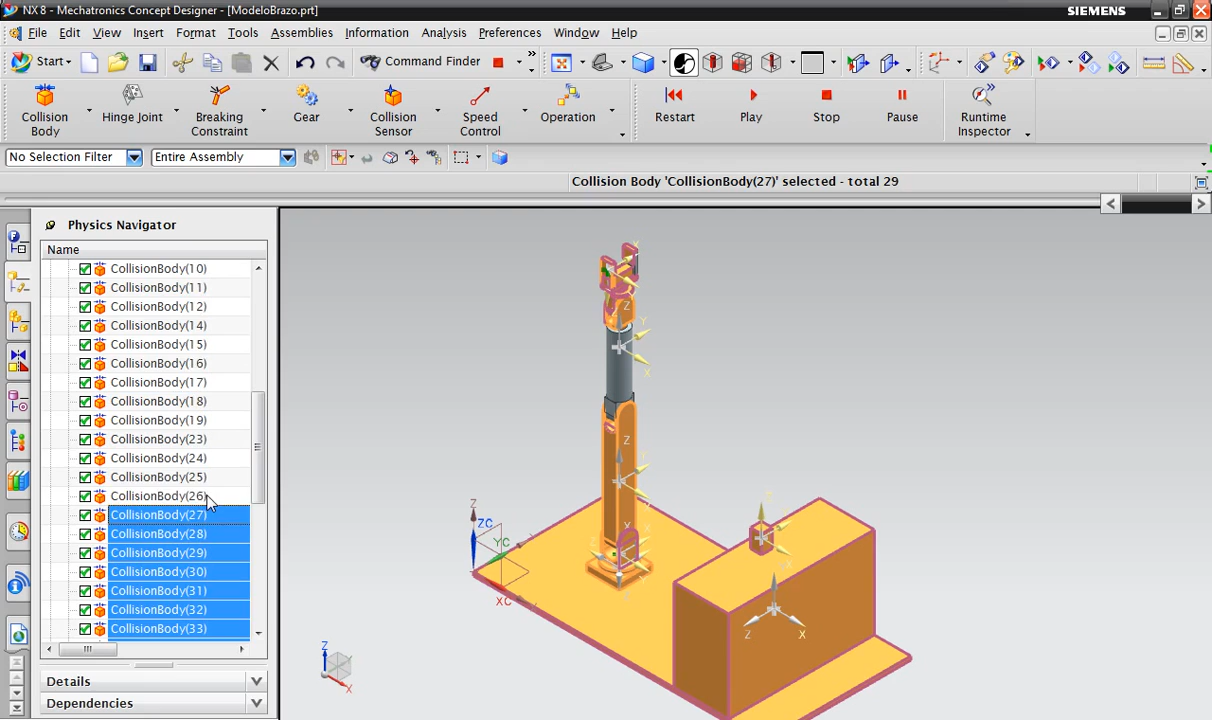 NX 8 - Mechatronics Concept Designer - [ModeloBrazo.prt]
SIEMENS
File Edit View Insert Format Tools Assemblies Information Analysis Preferences Window Help
Start Command Finder
Collision Body
Hinge Joint
Breaking Constraint
Gear
Collision Sensor
Speed Control
Operation
Restart
Play
Stop
Pause
Runtime Inspector
No Selection Filter
Entire Assembly
Collision Body 'CollisionBody(27)' selected - total 29
Physics Navigator
Name
CollisionBody(10)
CollisionBody(11)
CollisionBody(12)
CollisionBody(14)
CollisionBody(15)
CollisionBody(16)
CollisionBody(17)
CollisionBody(18)
CollisionBody(19)
CollisionBody(23)
CollisionBody(24)
CollisionBody(25)
CollisionBody(26)
CollisionBody(27)
CollisionBody(28)
CollisionBody(29)
CollisionBody(30)
CollisionBody(31)
CollisionBody(32)
CollisionBody(33)
Details
Dependencies
Z
Y
X
Z
Z
X
Z
ZC
YC
XC
Z
X
Z
Z
X
Z
X